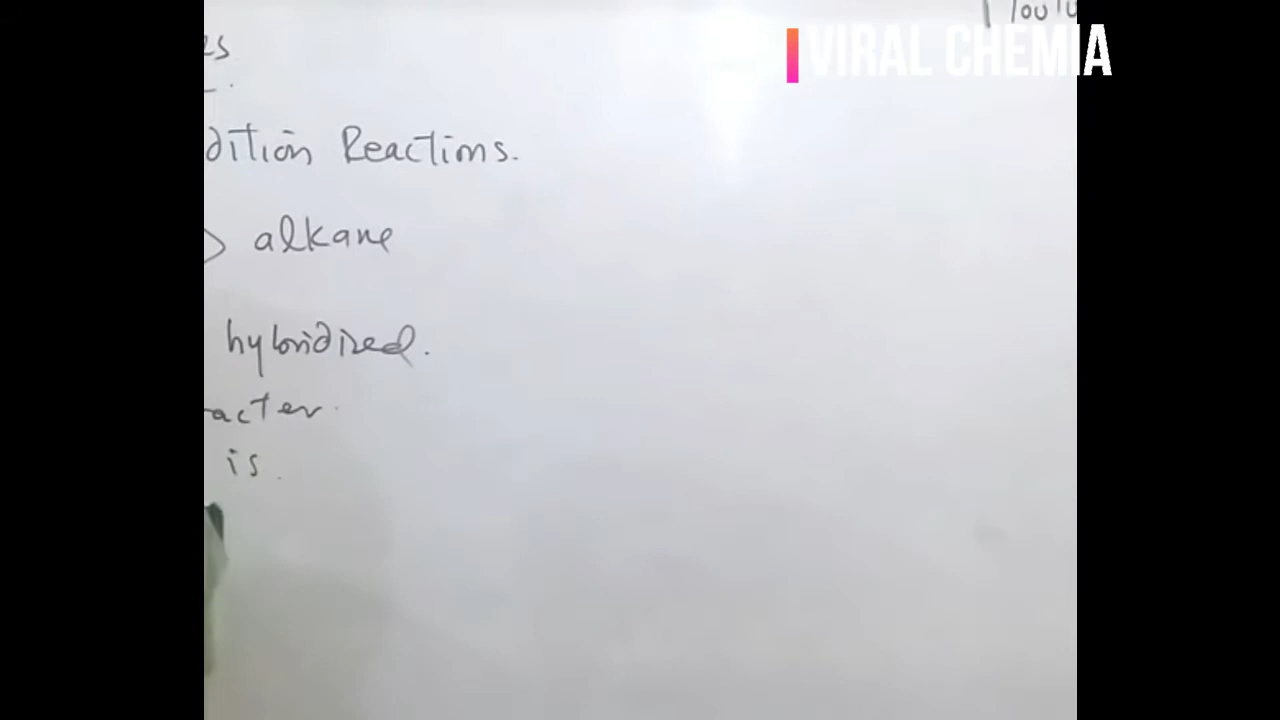 VIRAL CHEMIA
es
dition Reactions.
> alkane
hybridized.
acter
is.